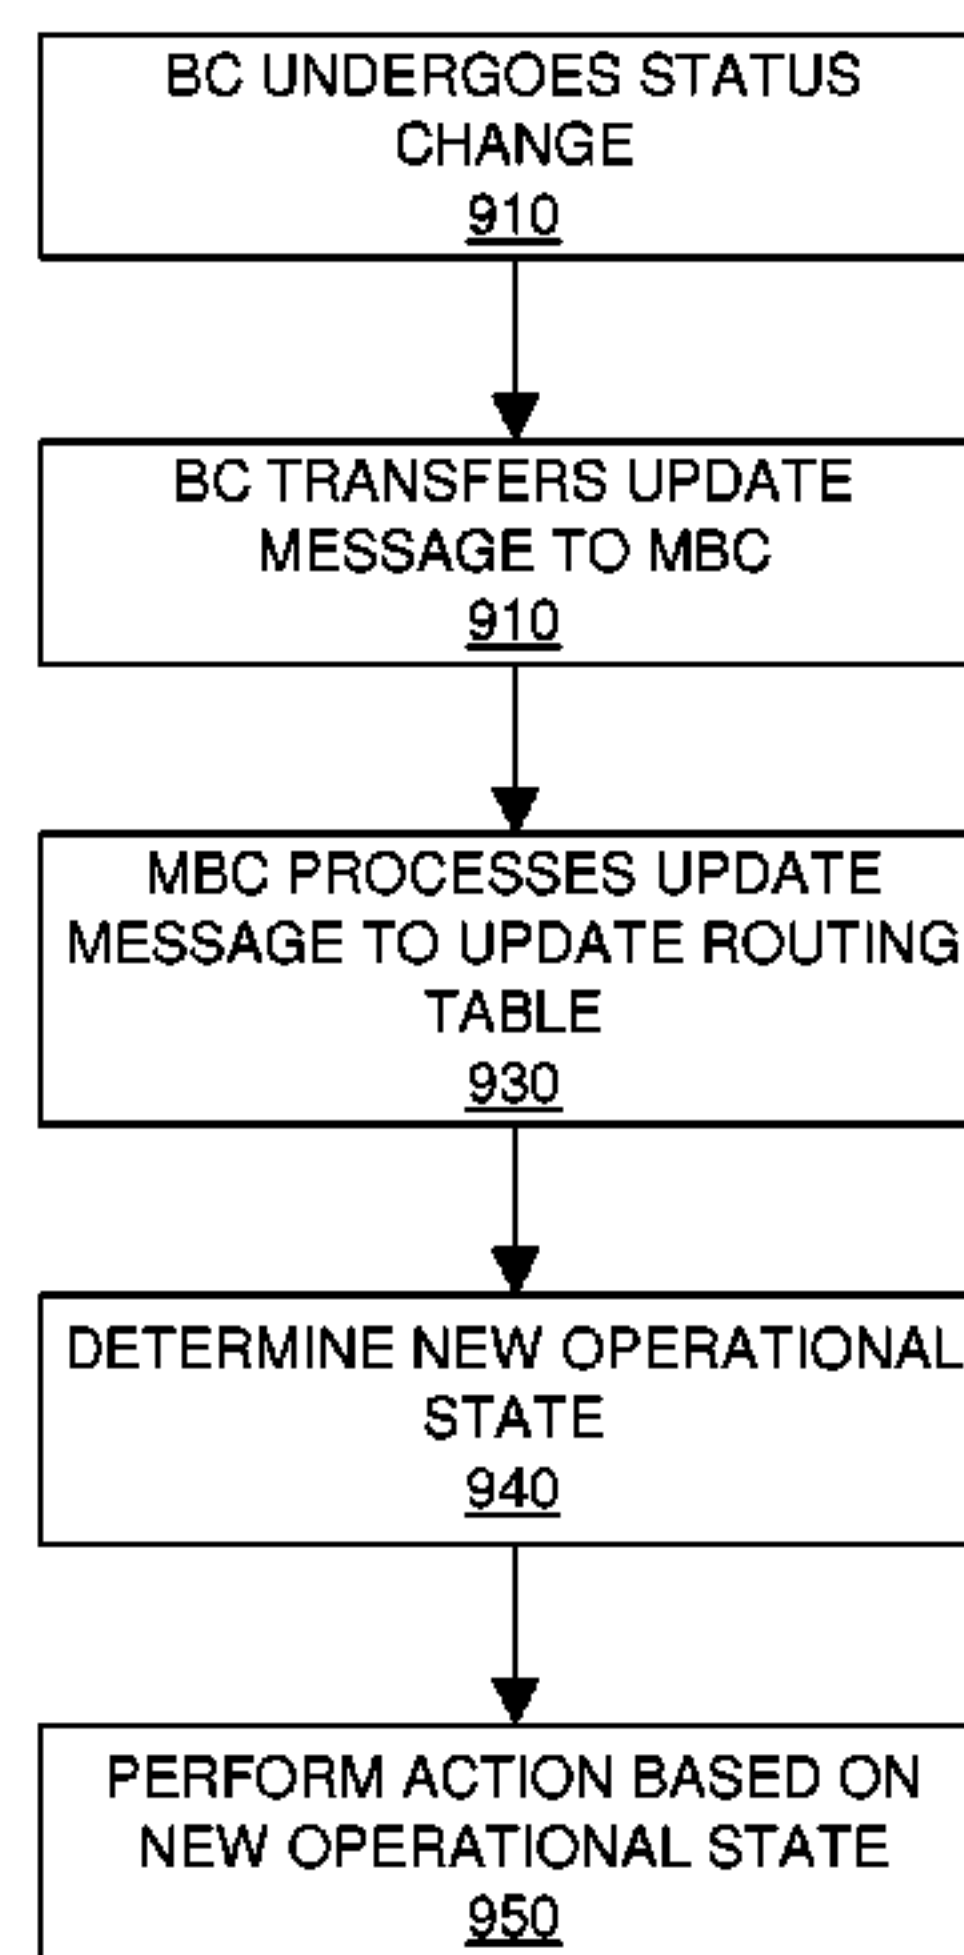 BC UNDERGOES STATUS
CHANGE
910
BC TRANSFERS UPDATE
MESSAGE TO MBC
910
MBC PROCESSES UPDATE
MESSAGE TO UPDATE ROUTING
TABLE
930
DETERMINE NEW OPERATIONAL
STATE
940
PERFORM ACTION BASED ON
NEW OPERATIONAL STATE
950